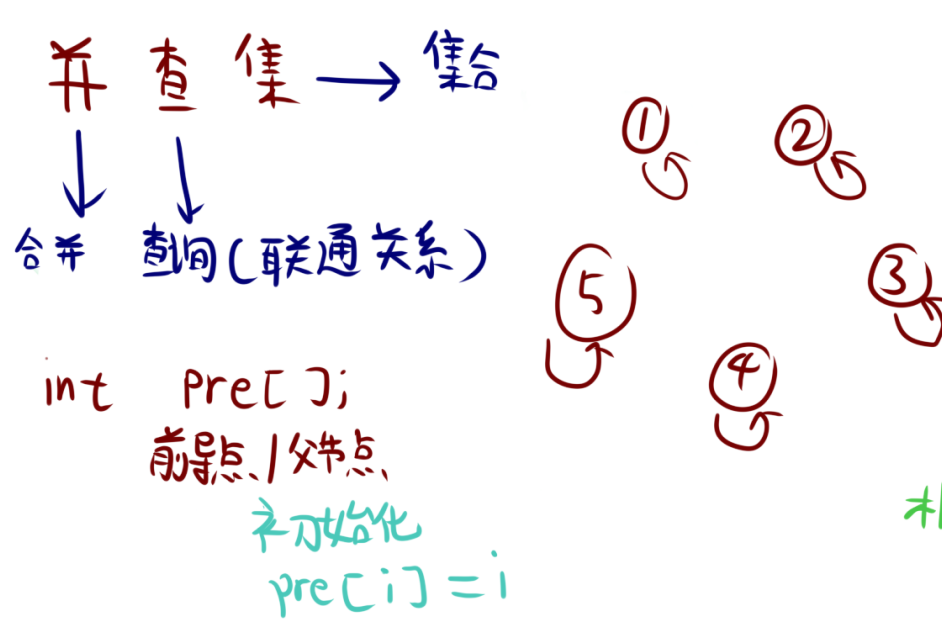 并查集→集合
合并 查询(联通关系)
int pre[];
前导点/父节点
初始化
pre[i]=i
①
②
③
④
5